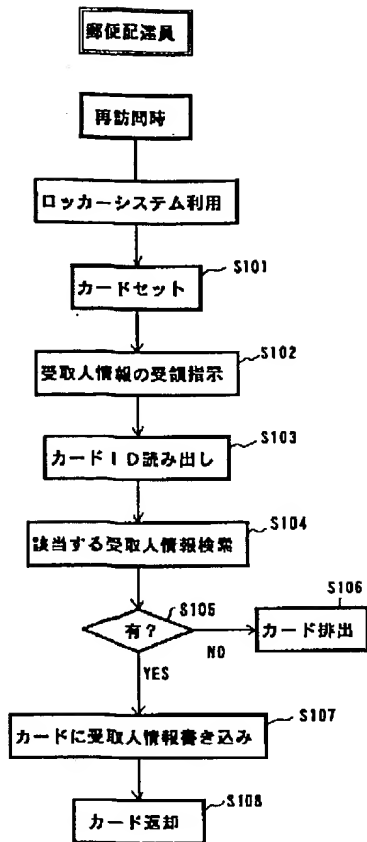 郵便配達員
再訪問時
ロッカーシステム利用
S101
カードセット
S102
受取人情報の受領指示
S103
カードID読み出し
S104
該当する受取人情報検索
S105
有?
S106
カード排出
NO
YES
S107
カードに受取人情報書き込み
S108
カード返却